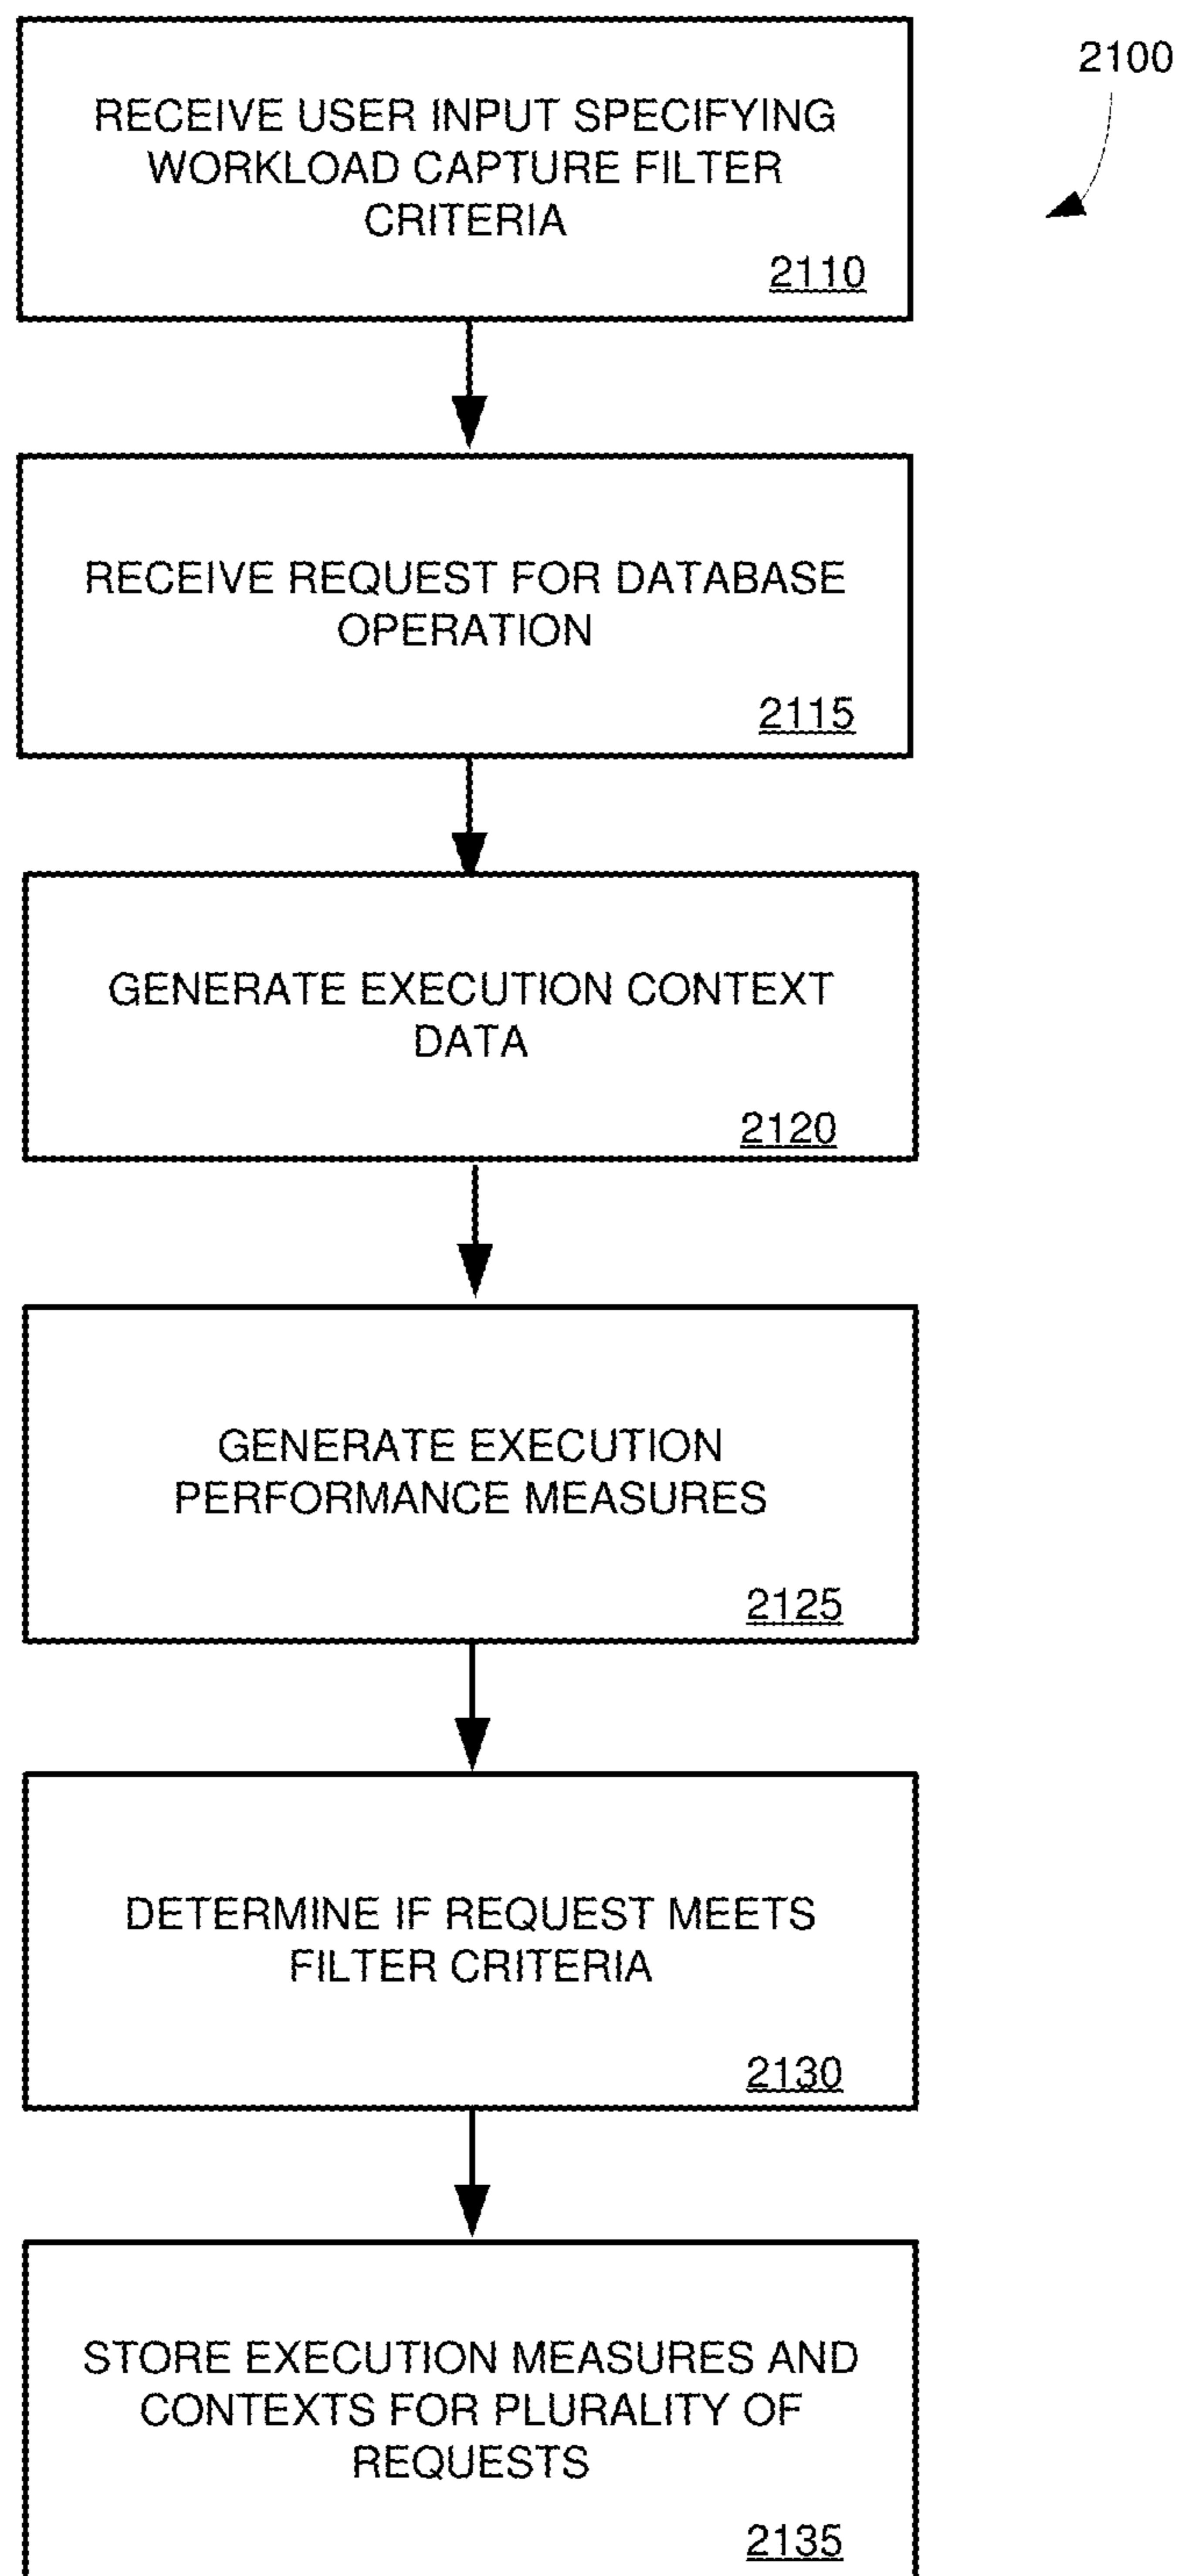 2100
RECEIVE USER INPUT SPECIFYING
WORKLOAD CAPTURE FILTER
CRITERIA
2110
RECEIVE REQUEST FOR DATABASE
OPERATION
2115
GENERATE EXECUTION CONTEXT
DATA
2120
GENERATE EXECUTION
PERFORMANCE MEASURES
2125
DETERMINE IF REQUEST MEETS
FILTER CRITERIA
2130
STORE EXECUTION MEASURES AND
CONTEXTS FOR PLURALITY OF
REQUESTS
2135